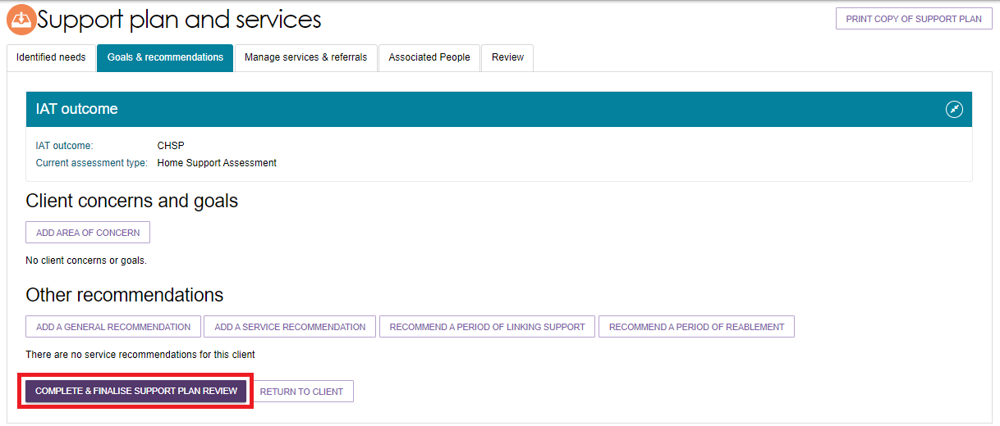 Support plan and services
PRINT COPY OF SUPPORT PLAN
Identified needs Goals & recommendations Manage services & referrals Associated People Review
IAT outcome
IAT outcome: CHSP
Current assessment type: Home Support Assessment
Client concerns and goals
ADD AREA OF CONCERN
No client concerns or goals.
Other recommendations
ADD A GENERAL RECOMMENDATION ADD A SERVICE RECOMMENDATION RECOMMEND A PERIOD OF LINKING SUPPORT RECOMMEND A PERIOD OF REABLEMENT
There are no service recommendations for this client
COMPLETE & FINALISE SUPPORT PLAN REVIEW RETURN TO CLIENT